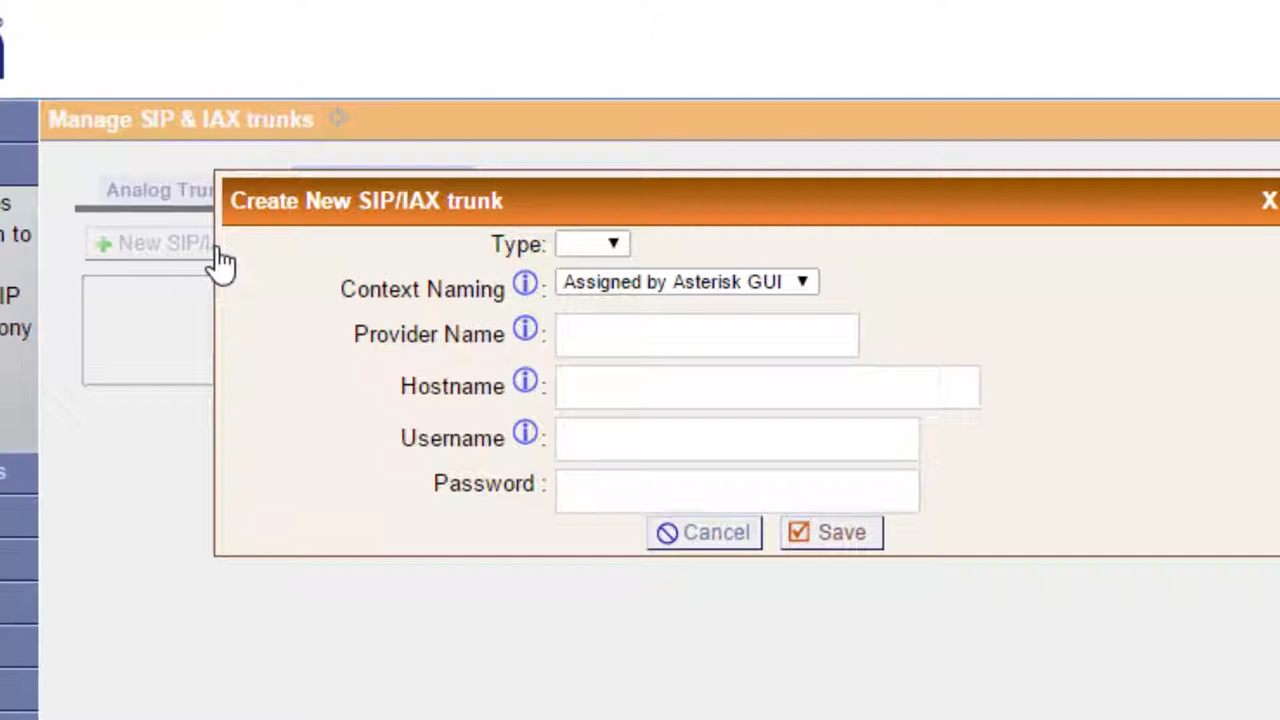 Manage SIP & IAX trunks
Analog Trun
Create New SIP/IAX trunk X
New SIP/I
Type:
n to
Context Naming ⓘ: Assigned by Asterisk GUI ▼
IP
ony
Provider Name ⓘ:
Hostname ⓘ:
Username ⓘ:
Password :
Cancel Save